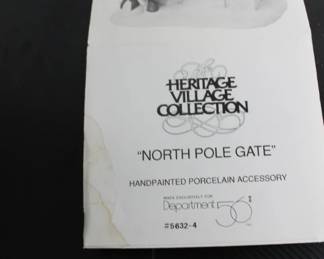 HERITAGE
VILLAGE
COLLECTION
"NORTH POLE GATE"
HANDPAINTED PORCELAIN ACCESSORY
MADE EXCLUSIVELY FOR
Department 56
#5632-4